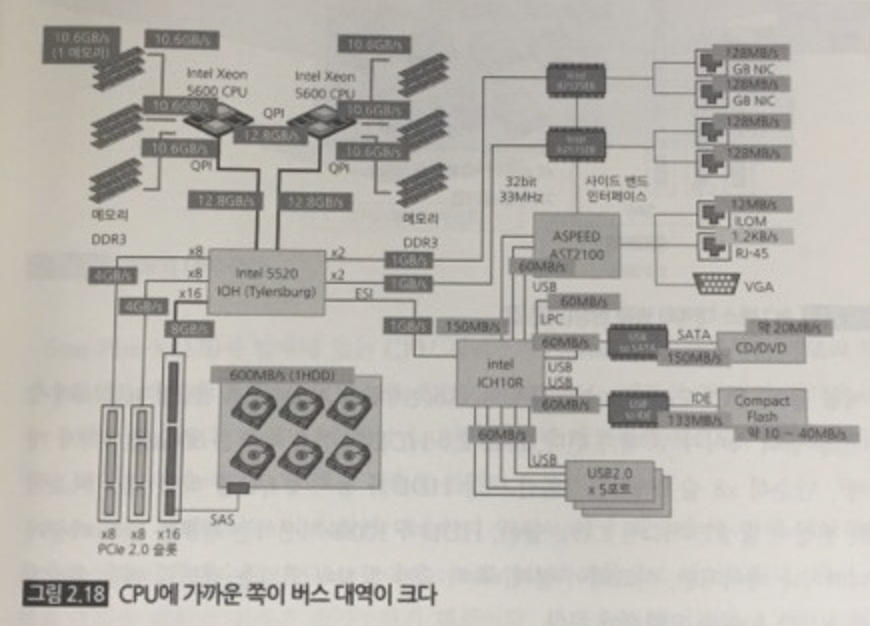 10.6GB/s
(1 메모리)
10.6GB/s
10.6GB/s
Intel Xeon
5600 CPU
Intel Xeon
5600 CPU
10.6GB/s
10.6GB/s
QPI
12.8GB/s
10.6GB/s
10.6GB/s
QPI
QPI
12.8GB/s
12.8GB/s
메모리
메모리
DDR3
DDR3
128MB/s
GB NIC
128MB/s
GB NIC
128MB/s
128MB/s
Intel
Intel
32bit
33MHz
사이드 밴드
인터페이스
12MB/s
ILOM
1.2KB/s
RJ-45
VGA
ASPEED
AST2100
60MB/s
USB
x8
x8
x16
Intel 5520
IOH (Tylersburg)
x2
x2
ESI
4GB/s
4GB/s
8GB/s
1GB/s
1GB/s
1GB/s
150MB/s
60MB/s
LPC
intel
ICH10R
60MB/s
USB
USB
60MB/s
SATA
150MB/s
약 20MB/s
CD/DVD
IDE
133MB/s
Compact
Flash
약 10 ~ 40MB/s
60MB/s
USB
USB2.0
x 5포트
600MB/s (1HDD)
SAS
x8 x8 x16
PCIe 2.0 슬롯
그림 2.18 CPU에 가까운 쪽이 버스 대역이 크다